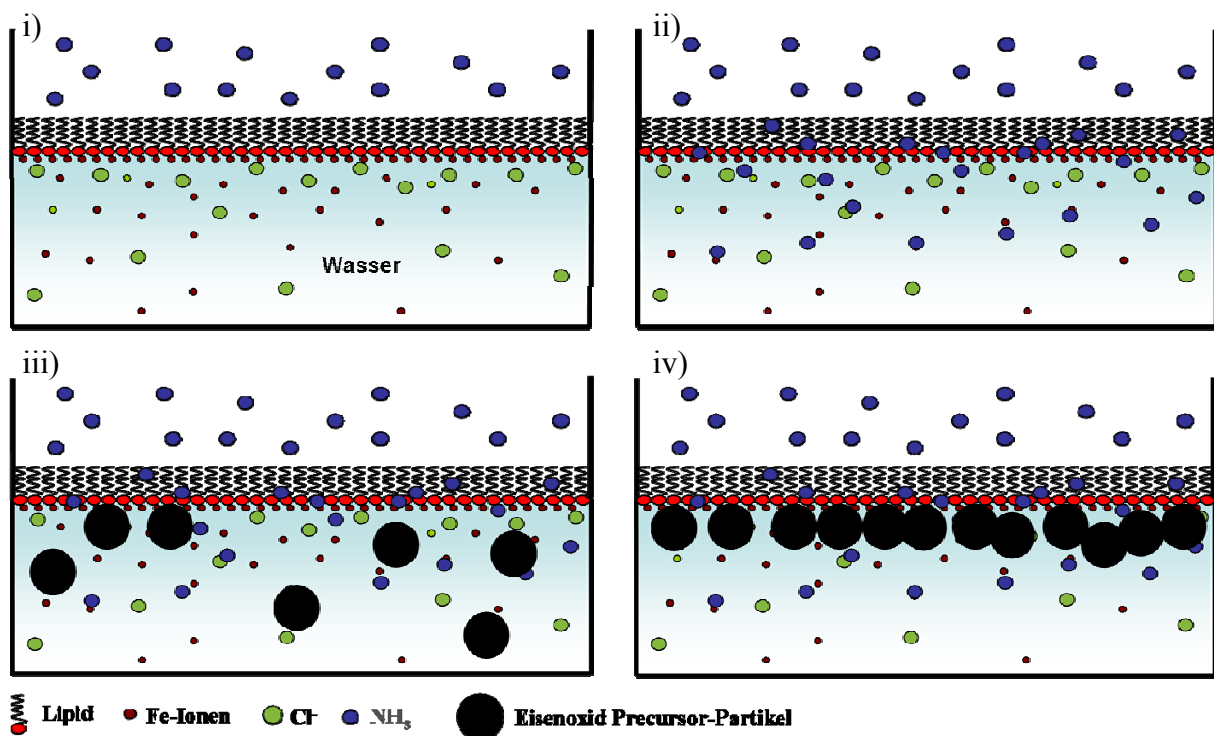 i)
ii)
Wasser
iii)
iv)
Lipid Fe-Ionen Cl- NH3 Eisenoxid Precursor-Partikel